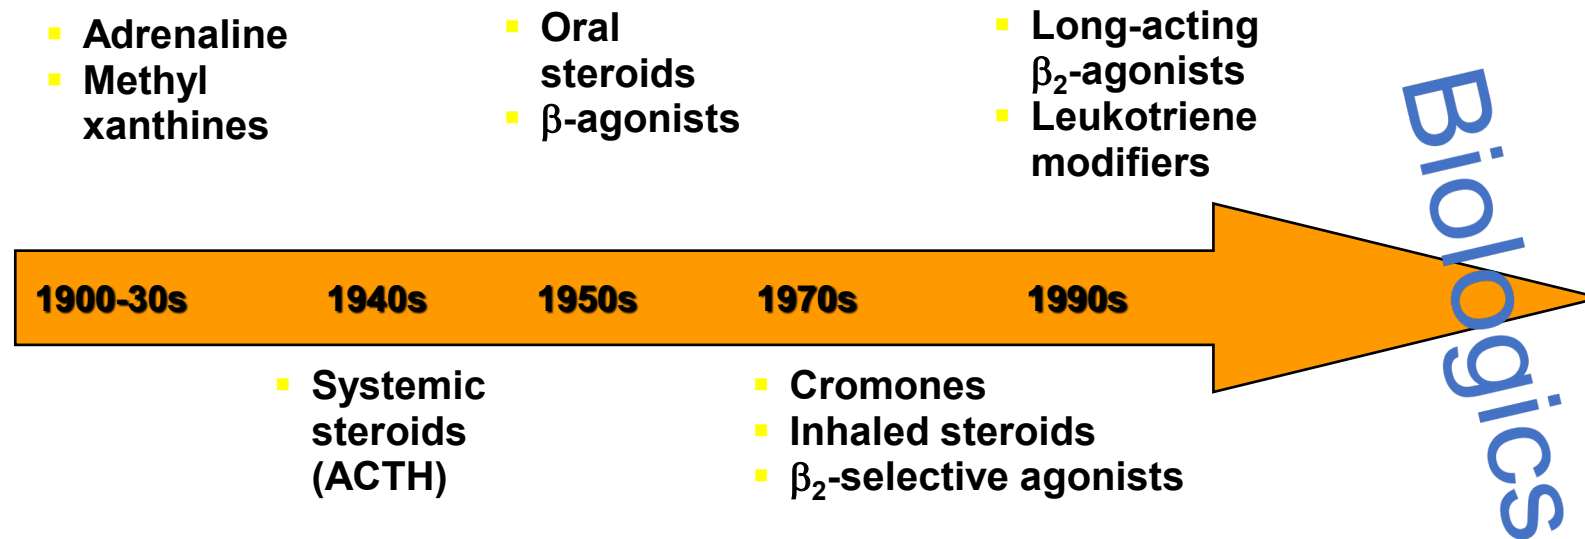 ▪ Adrenaline
▪ Methyl
xanthines
▪ Oral
steroids
▪ β-agonists
▪ Long-acting
β₂-agonists
▪ Leukotriene
modifiers
Biologics
1900-30s
1940s
1950s
1970s
1990s
▪ Systemic
steroids
(ACTH)
▪ Cromones
▪ Inhaled steroids
▪ β₂-selective agonists